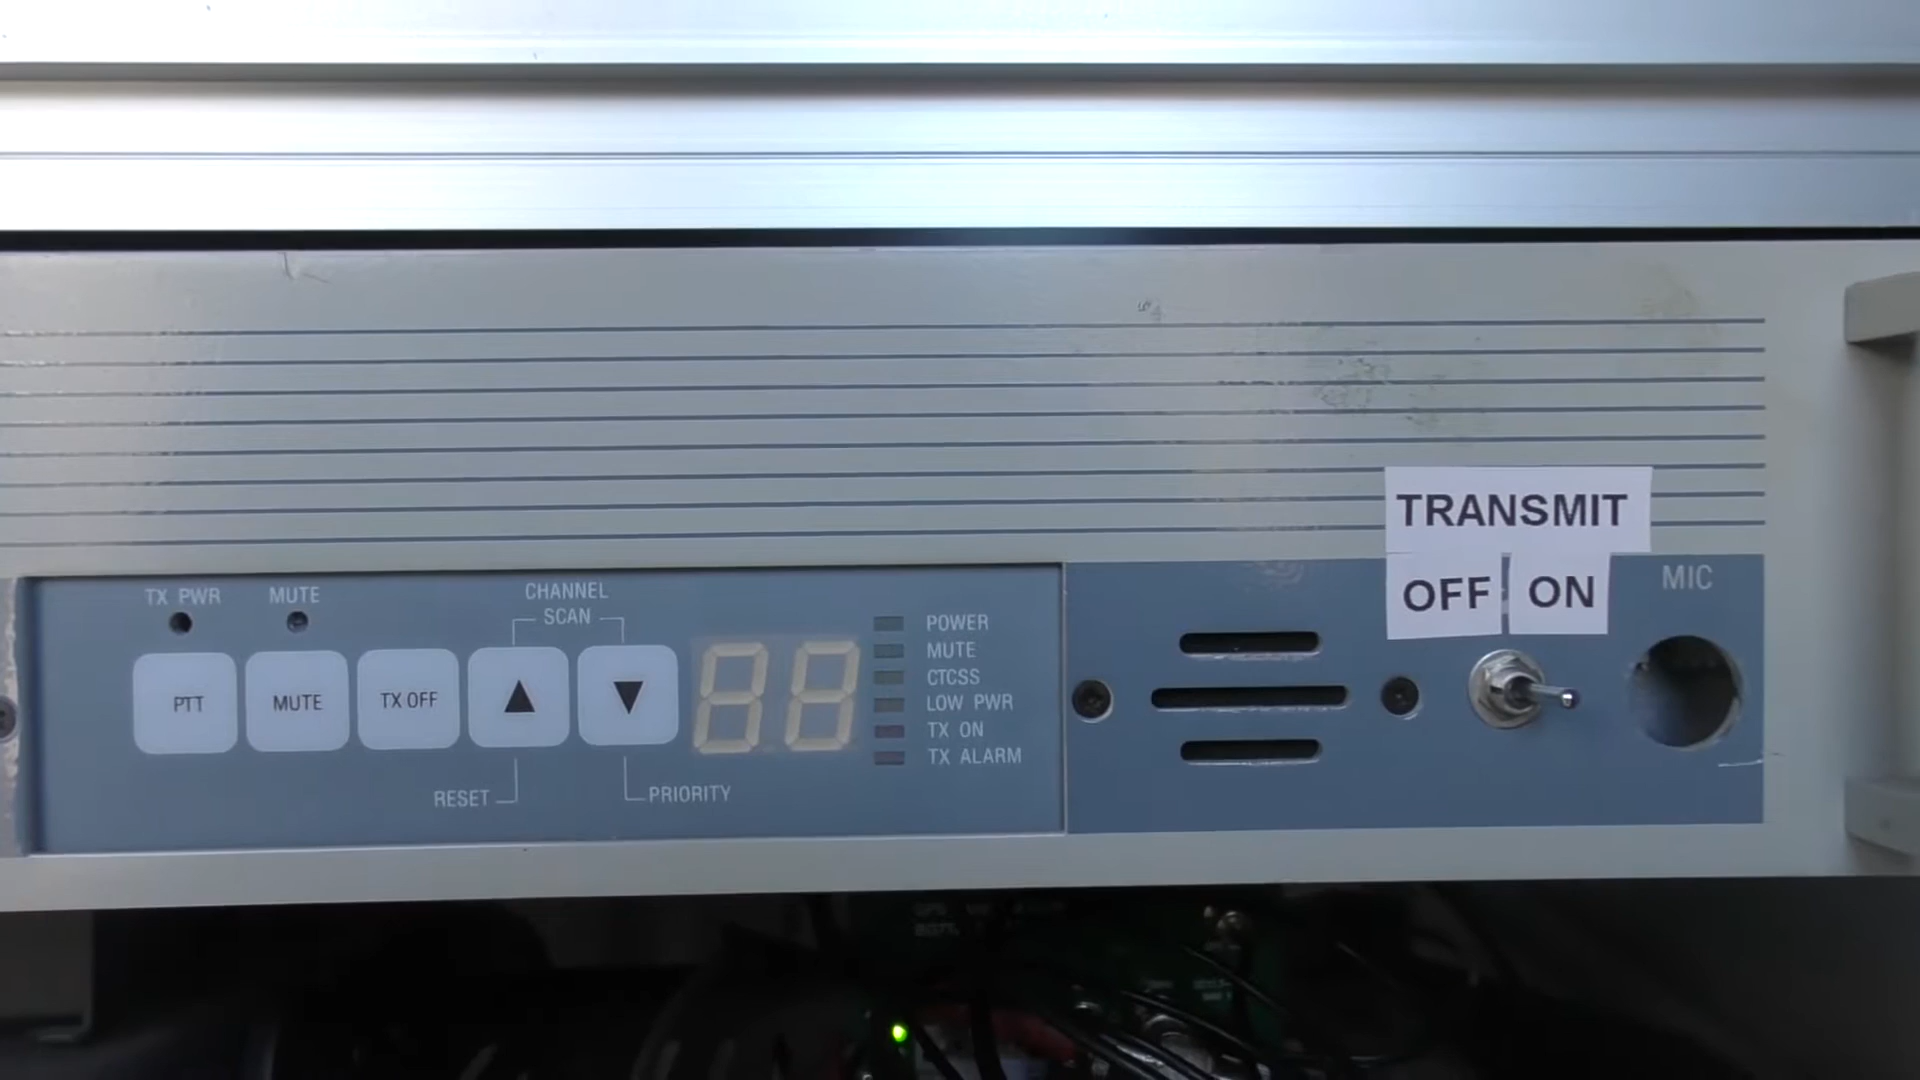 TRANSMIT
OFF ON
TX PWR
MUTE
CHANNEL
SCAN
MIC
PTT
MUTE
TX OFF
▲
▼
88
POWER
MUTE
CTCSS
LOW PWR
TX ON
TX ALARM
RESET
PRIORITY